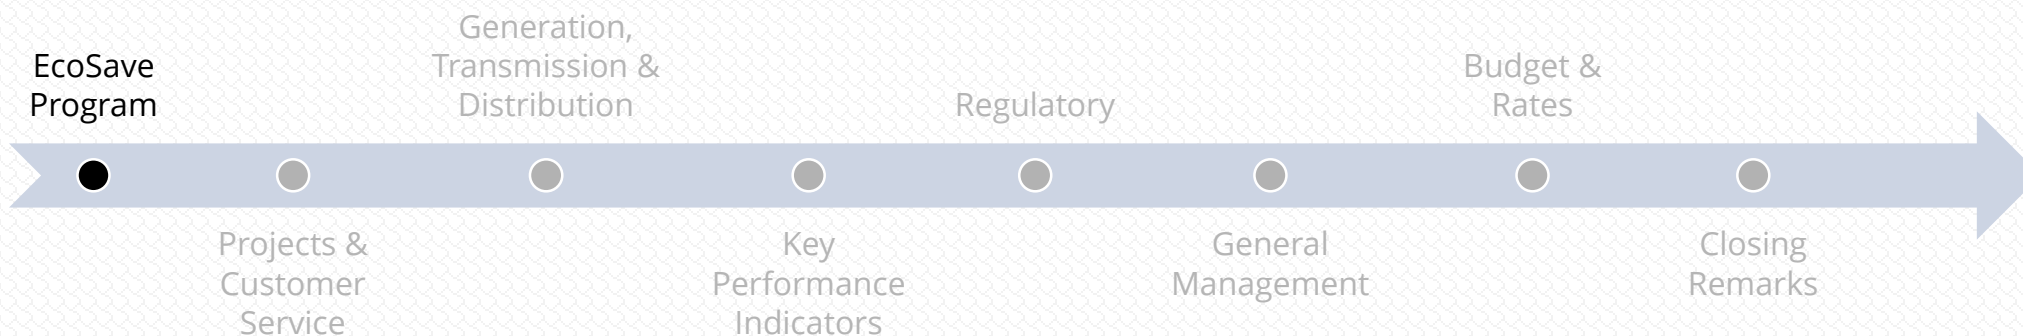 EcoSave
Program
Projects &
Customer
Service
Generation,
Transmission &
Distribution
Key
Performance
Indicators
Regulatory
General
Management
Budget &
Rates
Closing
Remarks